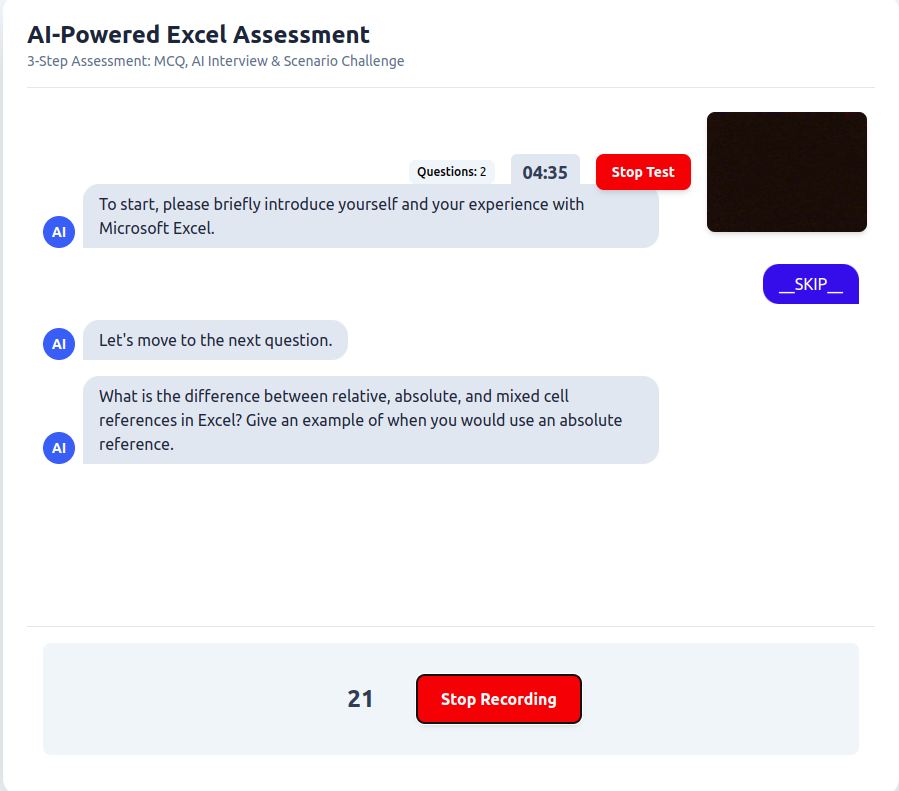 AI-Powered Excel Assessment
3-Step Assessment: MCQ, AI Interview & Scenario Challenge
Questions: 2
04:35
Stop Test
To start, please briefly introduce yourself and your experience with
Microsoft Excel.
AI
__SKIP__
AI
Let's move to the next question.
What is the difference between relative, absolute, and mixed cell
references in Excel? Give an example of when you would use an absolute
reference.
AI
21
Stop Recording